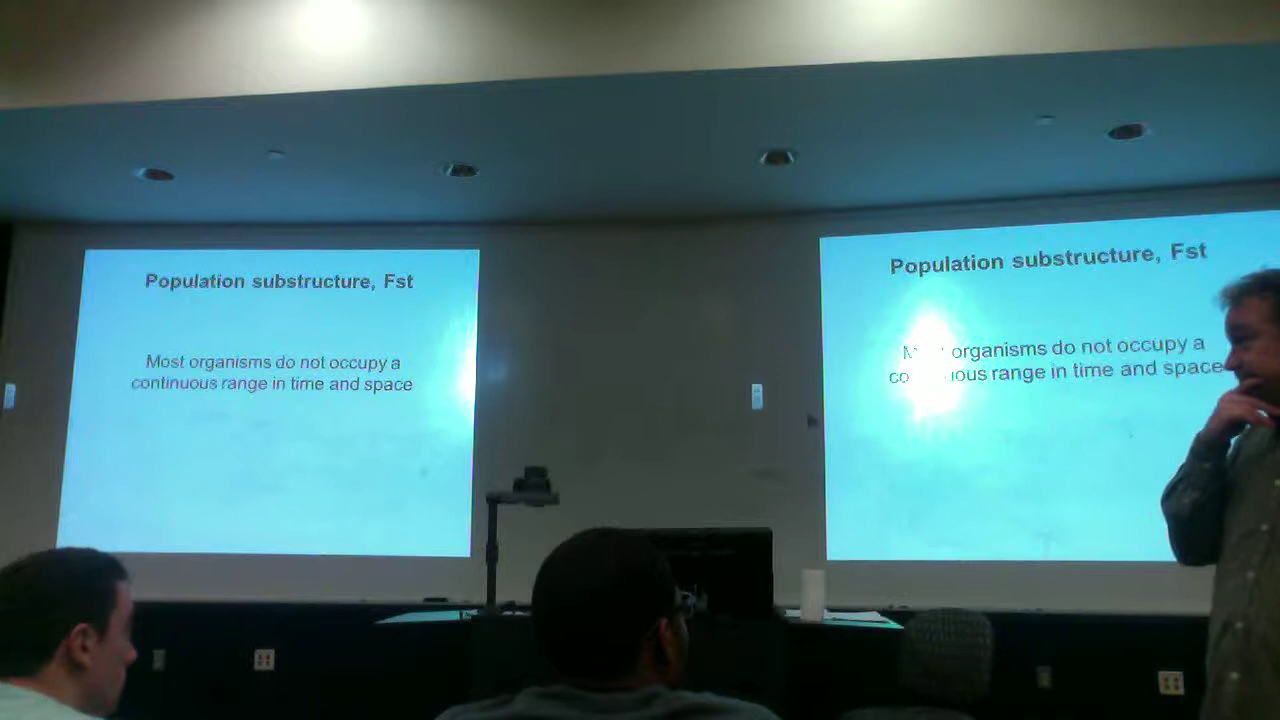 Population substructure, Fst
Most organisms do not occupy a
continuous range in time and space
Population substructure, Fst
organisms do not occupy a
range in time and space